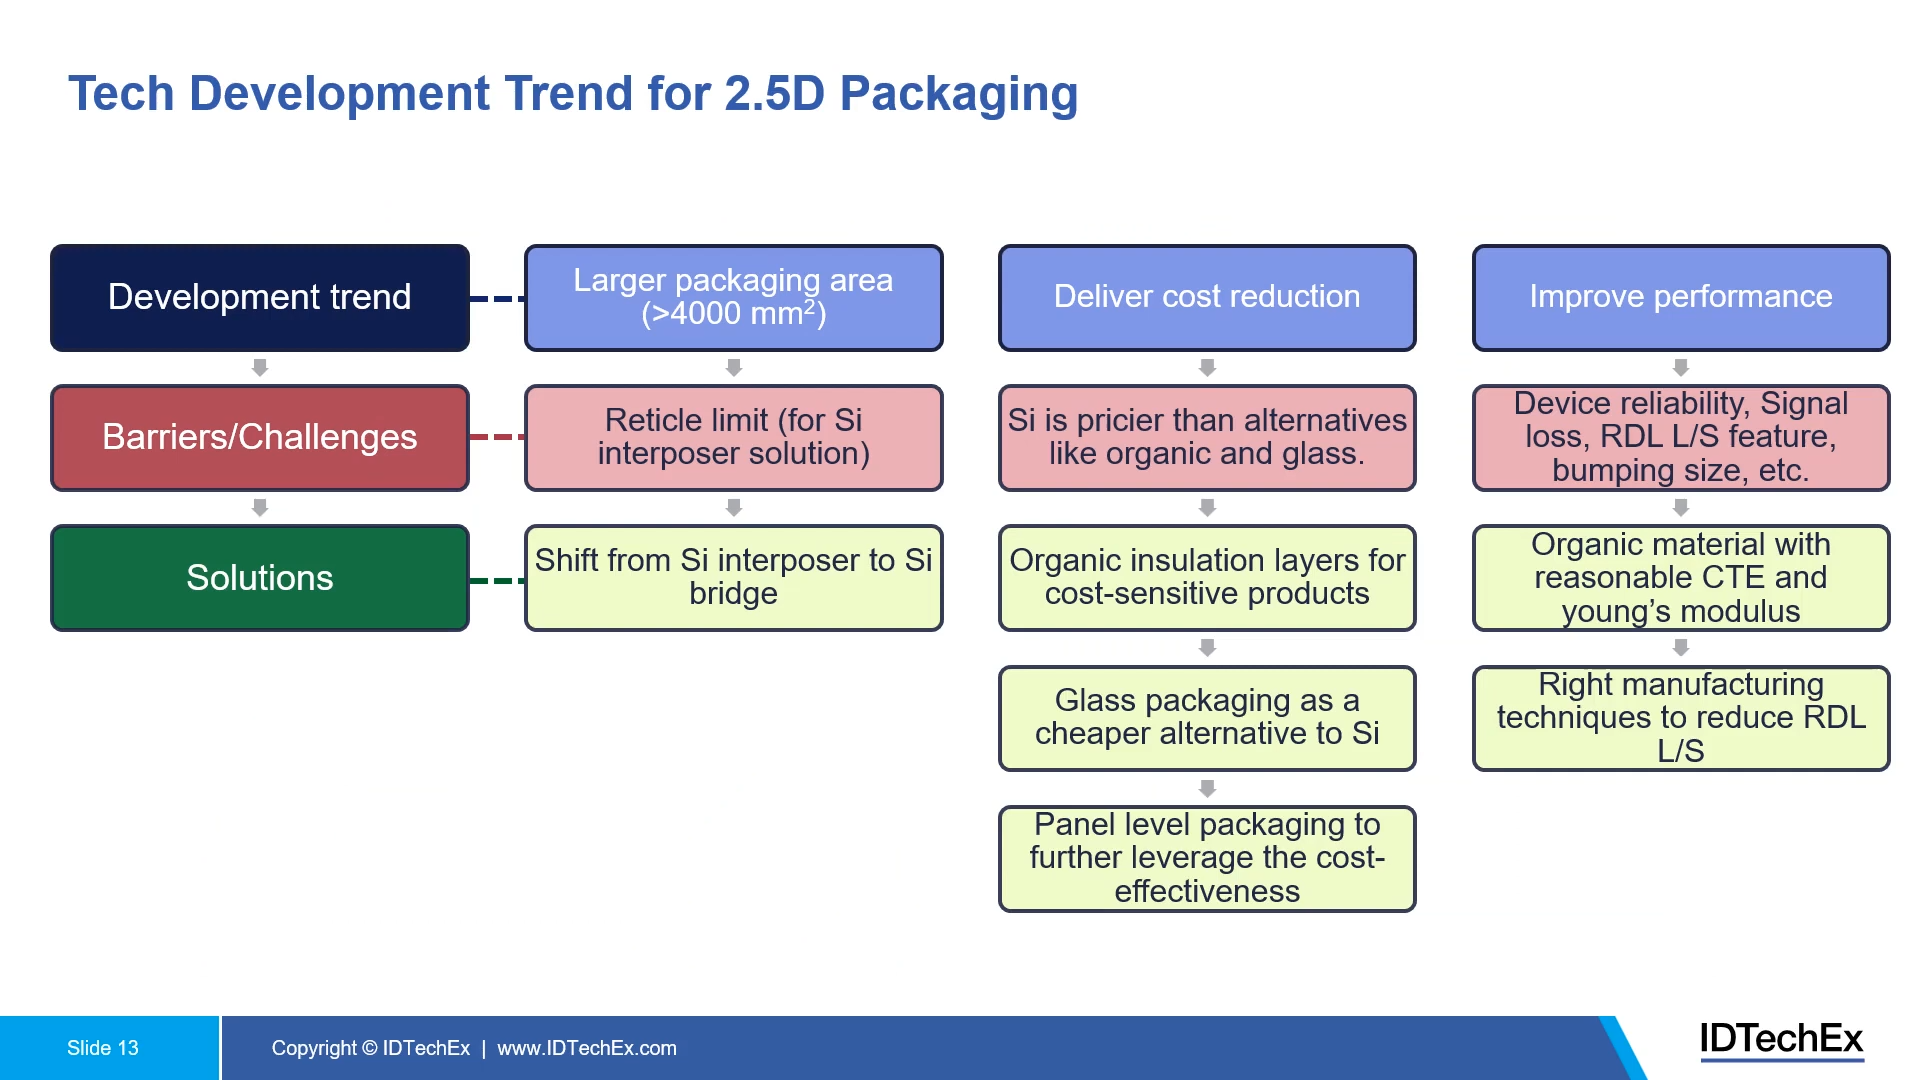 Tech Development Trend for 2.5D Packaging
Development trend
Larger packaging area
(>4000 mm²)
Deliver cost reduction
Improve performance
Barriers/Challenges
Reticle limit (for Si
interposer solution)
Si is pricier than alternatives
like organic and glass.
Device reliability, Signal
loss, RDL L/S feature,
bumping size, etc.
Solutions
Shift from Si interposer to Si
bridge
Organic insulation layers for
cost-sensitive products
Organic material with
reasonable CTE and
young’s modulus
Glass packaging as a
cheaper alternative to Si
Right manufacturing
techniques to reduce RDL
L/S
Panel level packaging to
further leverage the cost-
effectiveness
Slide 13
Copyright © IDTechEx | www.IDTechEx.com
IDTechEx